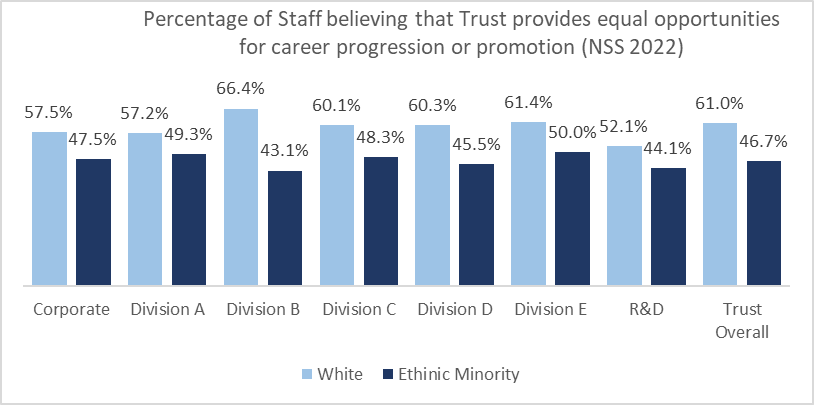 Percentage of Staff believing that Trust provides equal opportunities
for career progression or promotion (NSS 2022)
57.5% 47.5% 57.2% 49.3% 66.4% 43.1% 60.1% 48.3% 60.3% 45.5% 61.4% 50.0% 52.1% 44.1% 61.0% 46.7%
Corporate Division A Division B Division C Division D Division E R&D Trust
Overall
White Ethinic Minority